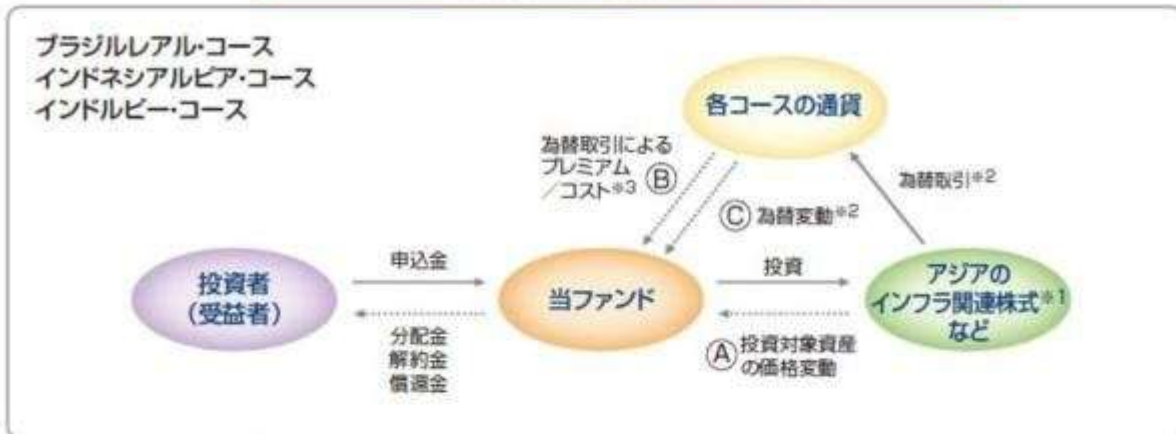 ブラジルレアル・コース
インドネシアルピア・コース
インドルピー・コース
各コースの通貨
為替取引による
プレミアム
/コスト※3 Ⓑ
Ⓒ 為替変動※2
為替取引※2
投資者
(受益者)
申込金
分配金
解約金
償還金
当ファンド
投資
Ⓐ 投資対象資産
の価格変動
アジアの
インフラ関連株式※1
など